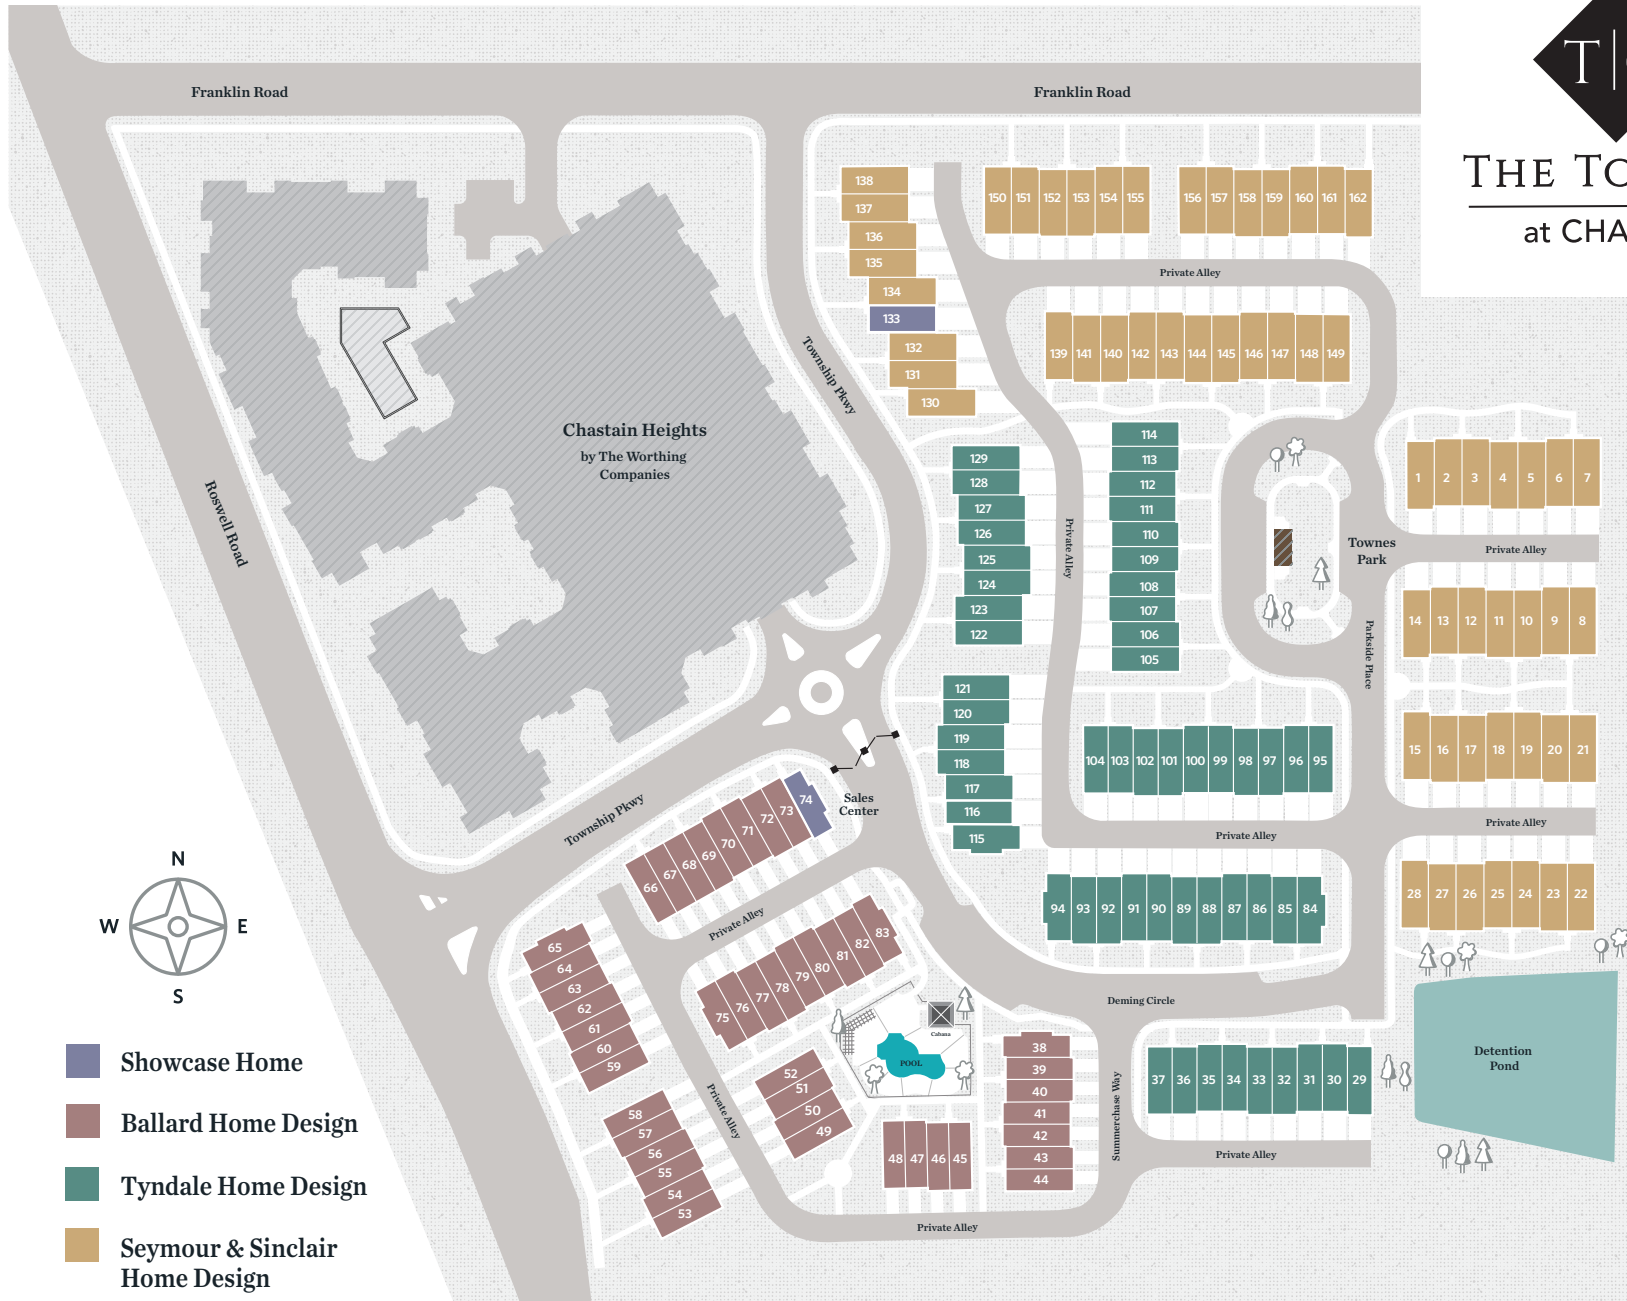 Franklin Road
Franklin Road
T
THE TO
at CHA
138
137
136
135
134
133
132
131
130
150 151 152 153 154 155
156 157 158 159 160 161 162
Private Alley
139 141 140 142 143 144 145 146 147 148 149
Township Pkwy
Chastain Heights
by The Worthing
Companies
Roswell Road
129
128
127
126
125
124
123
122
Private Alley
114
113
112
111
110
109
108
107
106
105
Townes
Park
1 2 3 4 5 6 7
Private Alley
14 13 12 11 10 9 8
Parkside Place
15 16 17 18 19 20 21
Private Alley
28 27 26 25 24 23 22
121
120
119
118
117
116
115
104 103 102 101 100 99 98 97 96 95
Private Alley
94 93 92 91 90 89 88 87 86 85 84
Township Pkwy
Sales
Center
66 67 68 69 70 71 72 73 74
Private Alley
75 76 77 78 79 80 81 82 83
65
64
63
62
61
60
59
58
57
56
55
54
53
Private Alley
52
51
50
49
Cabana
POOL
48 47 46 45
38
39
40
41
42
43
44
Summerchase Way
Deming Circle
37 36 35 34 33 32 31 30 29
Private Alley
Private Alley
Detention
Pond
N
W E
S
Showcase Home
Ballard Home Design
Tyndale Home Design
Seymour & Sinclair
Home Design